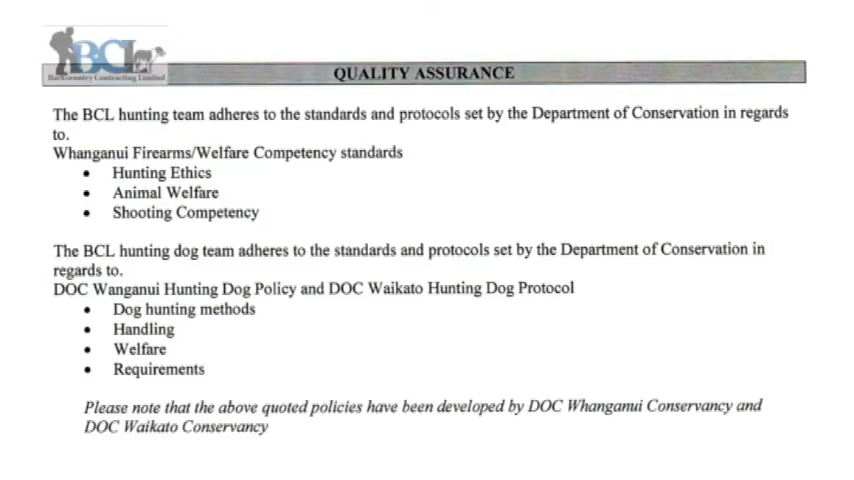 BCL
Backcountry Contracting Limited
QUALITY ASSURANCE
The BCL hunting team adheres to the standards and protocols set by the Department of Conservation in regards
to.
Whanganui Firearms/Welfare Competency standards
• Hunting Ethics
• Animal Welfare
• Shooting Competency
The BCL hunting dog team adheres to the standards and protocols set by the Department of Conservation in
regards to.
DOC Wanganui Hunting Dog Policy and DOC Waikato Hunting Dog Protocol
• Dog hunting methods
• Handling
• Welfare
• Requirements
Please note that the above quoted policies have been developed by DOC Whanganui Conservancy and
DOC Waikato Conservancy